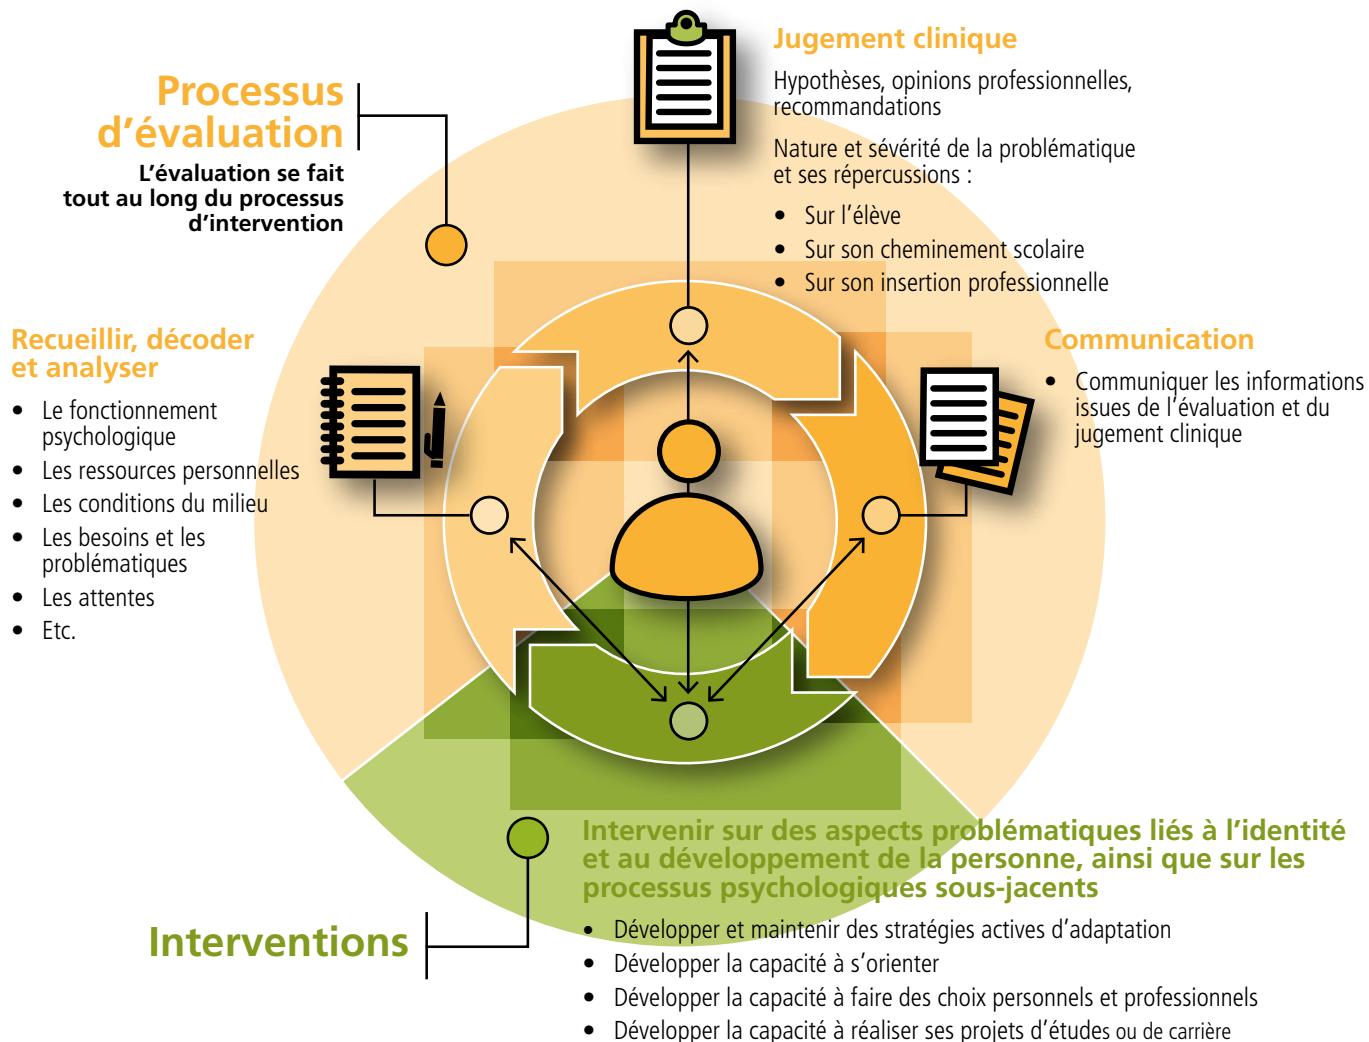 Processus
d’évaluation
L’évaluation se fait
tout au long du processus
d’intervention
Jugement clinique
Hypothèses, opinions professionnelles,
recommandations
Nature et sévérité de la problématique
et ses répercussions :
• Sur l’élève
• Sur son cheminement scolaire
• Sur son insertion professionnelle
Recueillir, décoder
et analyser
• Le fonctionnement
psychologique
• Les ressources personnelles
• Les conditions du milieu
• Les besoins et les
problématiques
• Les attentes
• Etc.
Communication
• Communiquer les informations
issues de l’évaluation et du
jugement clinique
Interventions
Intervenir sur des aspects problématiques liés à l’identité
et au développement de la personne, ainsi que sur les
processus psychologiques sous-jacents
• Développer et maintenir des stratégies actives d’adaptation
• Développer la capacité à s’orienter
• Développer la capacité à faire des choix personnels et professionnels
• Développer la capacité à réaliser ses projets d’études ou de carrière